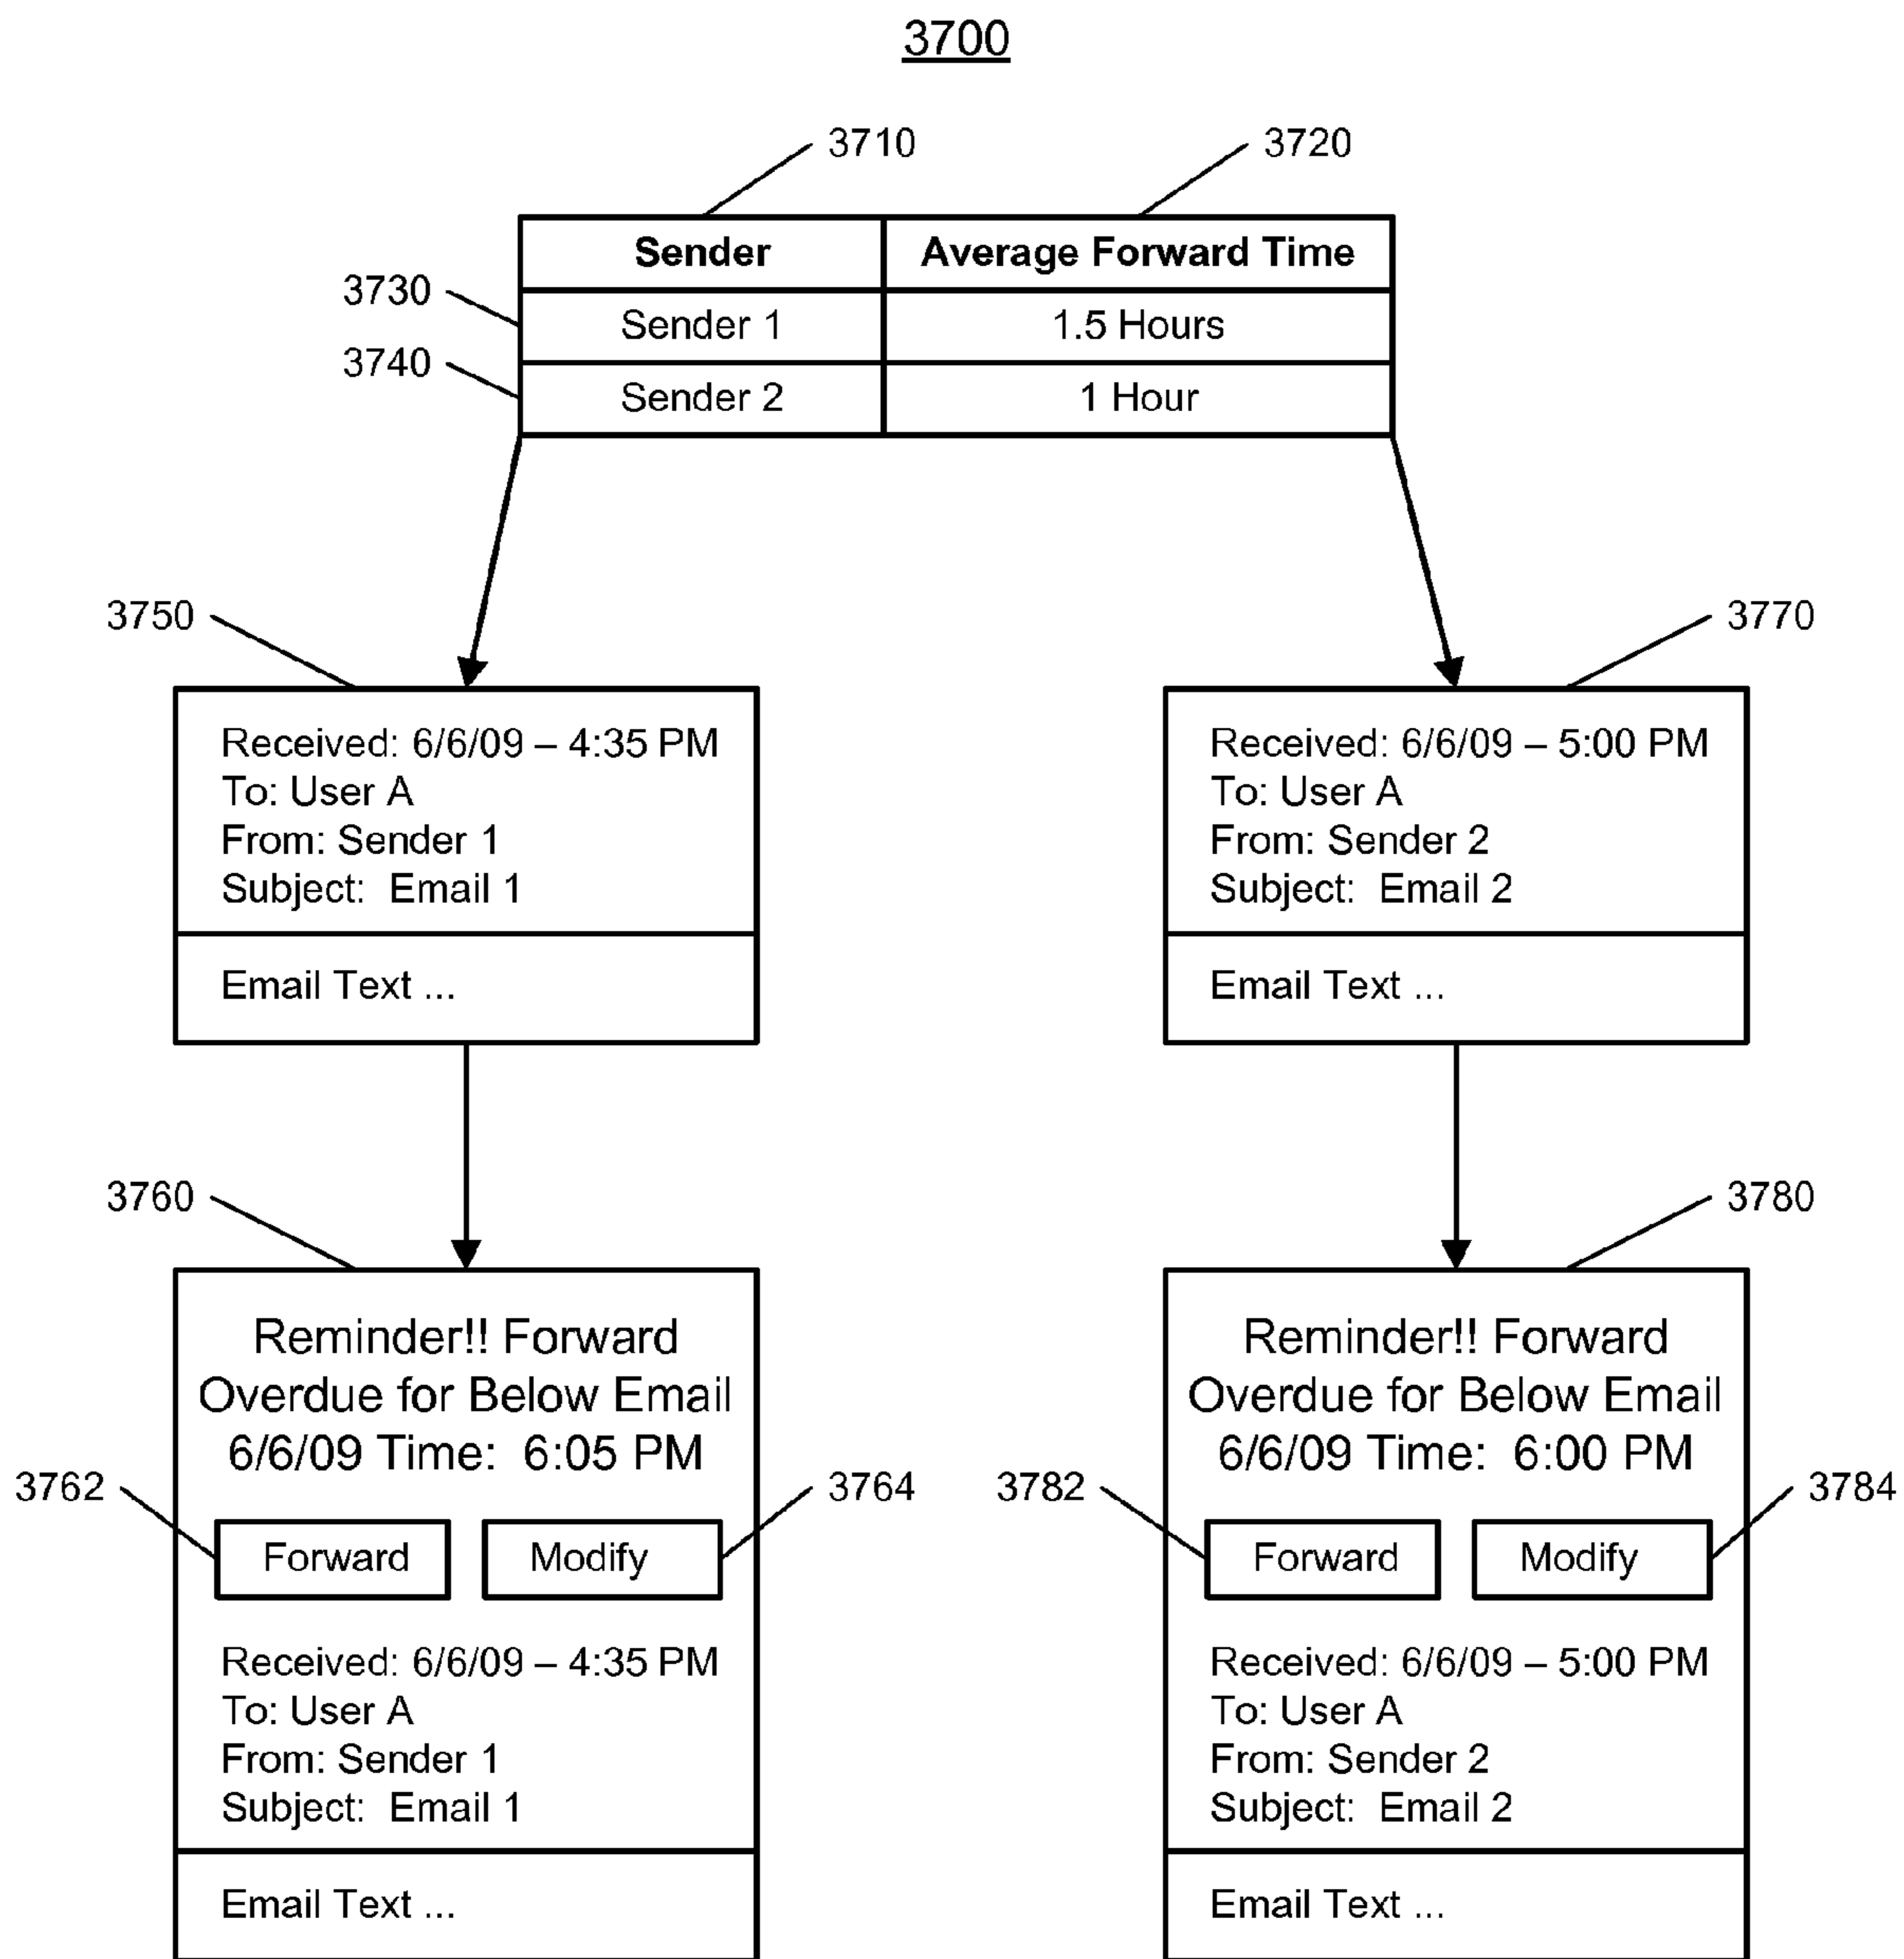 3700
3710
3720
Sender
Average Forward Time
3730
Sender 1
1.5 Hours
3740
Sender 2
1 Hour
3750
Received: 6/6/09 – 4:35 PM
To: User A
From: Sender 1
Subject: Email 1
Email Text ...
3770
Received: 6/6/09 – 5:00 PM
To: User A
From: Sender 2
Subject: Email 2
Email Text ...
3760
Reminder!! Forward
Overdue for Below Email
6/6/09 Time: 6:05 PM
3762
Forward
Modify
3764
Received: 6/6/09 – 4:35 PM
To: User A
From: Sender 1
Subject: Email 1
Email Text ...
3780
Reminder!! Forward
Overdue for Below Email
6/6/09 Time: 6:00 PM
3782
Forward
Modify
3784
Received: 6/6/09 – 5:00 PM
To: User A
From: Sender 2
Subject: Email 2
Email Text ...